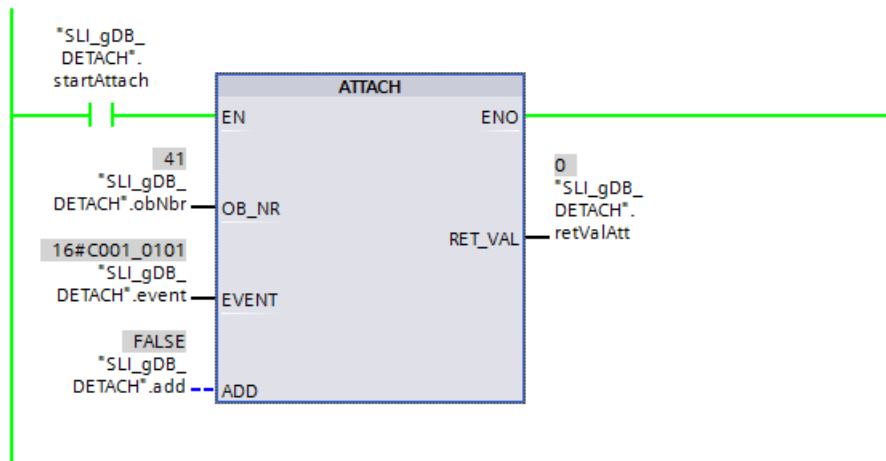 "SLI_gDB_
DETACH".
startAttach
ATTACH
EN
ENO
41
"SLI_gDB_
DETACH".obNbr
OB_NR
0
"SLI_gDB_
DETACH".
retValAtt
RET_VAL
16#C001_0101
"SLI_gDB_
DETACH".event
EVENT
FALSE
"SLI_gDB_
DETACH".add
ADD